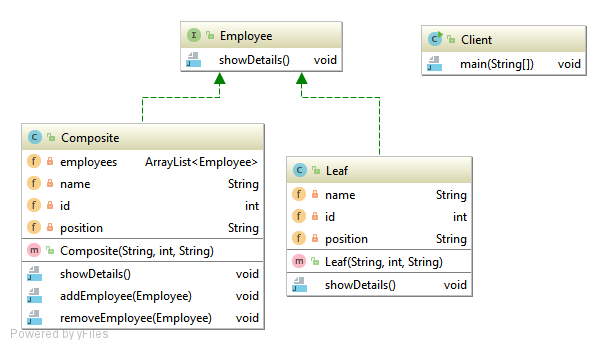 Employee
showDetails() void
Client
main(String[]) void
Composite
employees ArrayList<Employee>
name String
id int
position String
Composite(String, int, String)
showDetails() void
addEmployee(Employee) void
removeEmployee(Employee) void
Leaf
name String
id int
position String
Leaf(String, int, String)
showDetails() void
Powered by yFiles